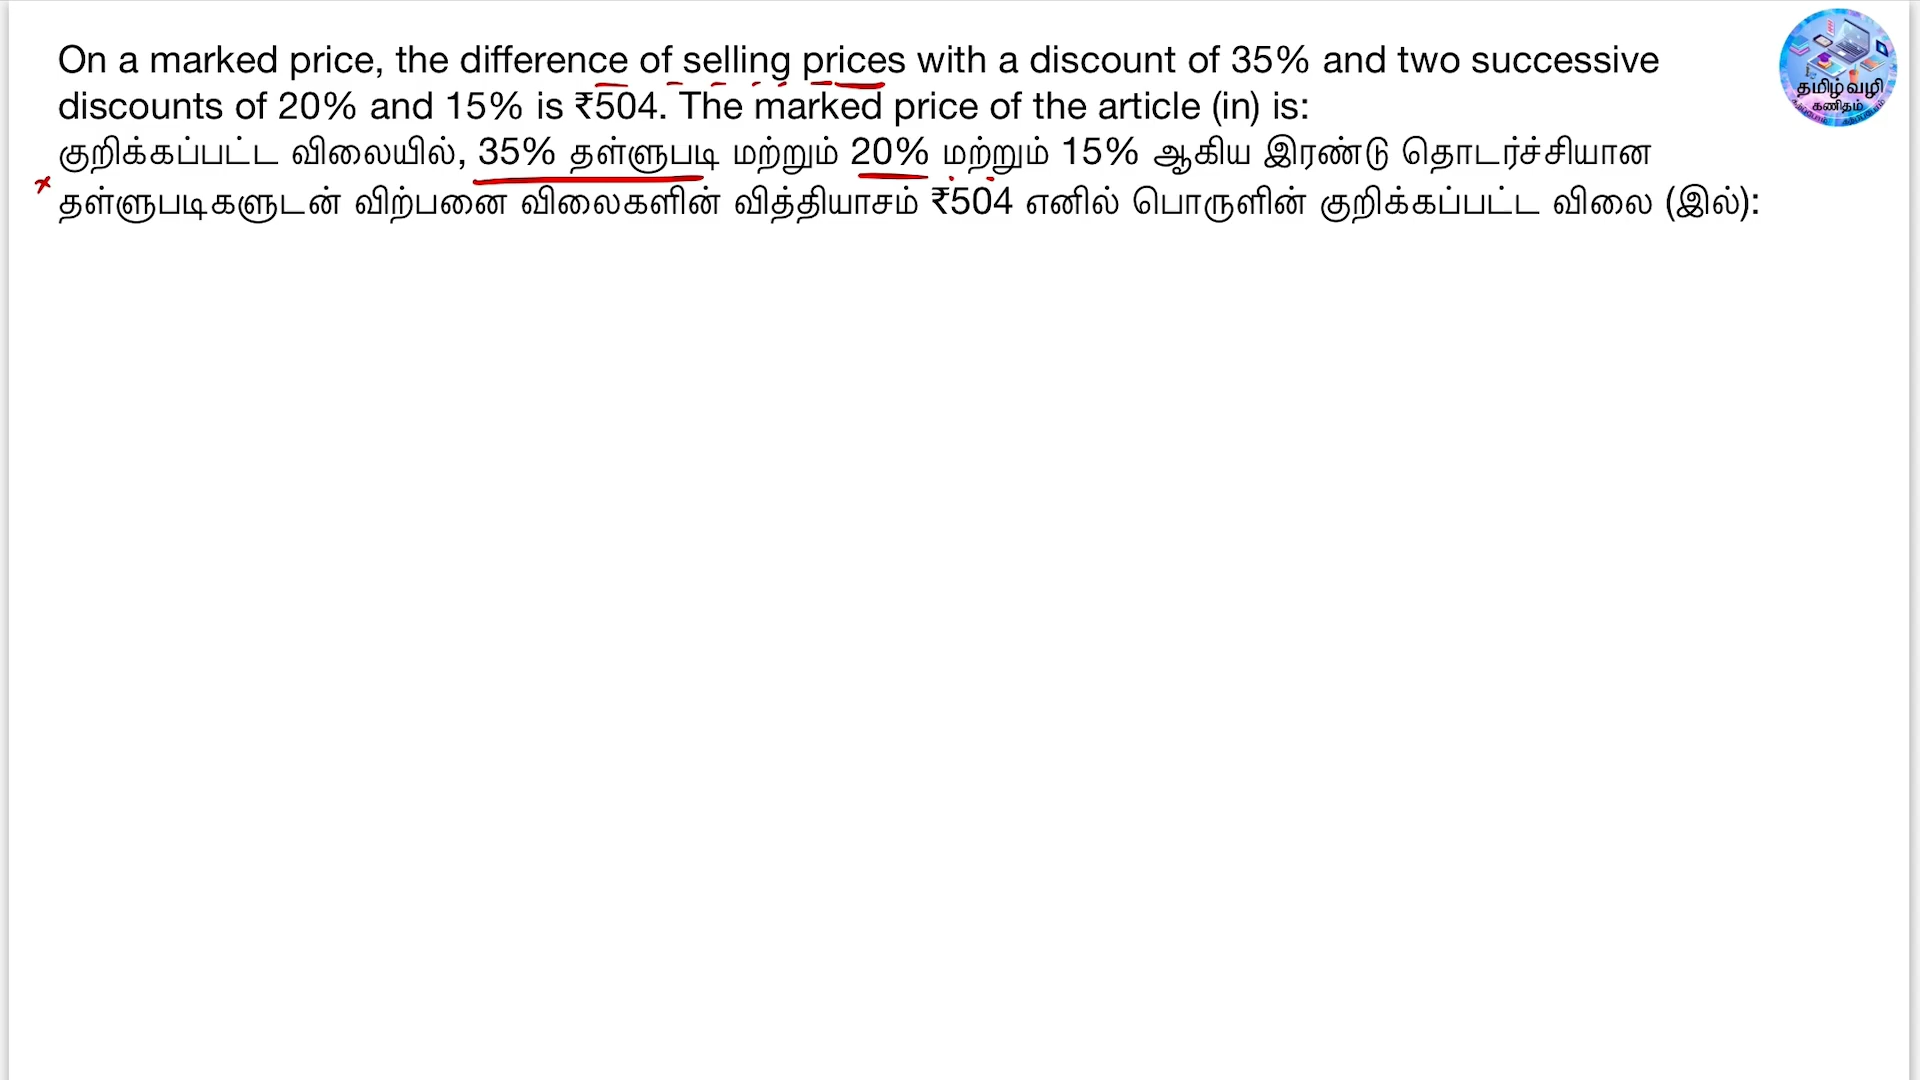 On a marked price, the difference of selling prices with a discount of 35% and two successive
discounts of 20% and 15% is ₹504. The marked price of the article (in) is:
குறிக்கப்பட்ட விலையில், 35% தள்ளுபடி மற்றும் 20% மற்றும் 15% ஆகிய இரண்டு தொடர்ச்சியான
தள்ளுபடிகளுடன் விற்பனை விலைகளின் வித்தியாசம் ₹504 எனில் பொருளின் குறிக்கப்பட்ட விலை (இல்):
தமிழ் வழி
கணிதம்